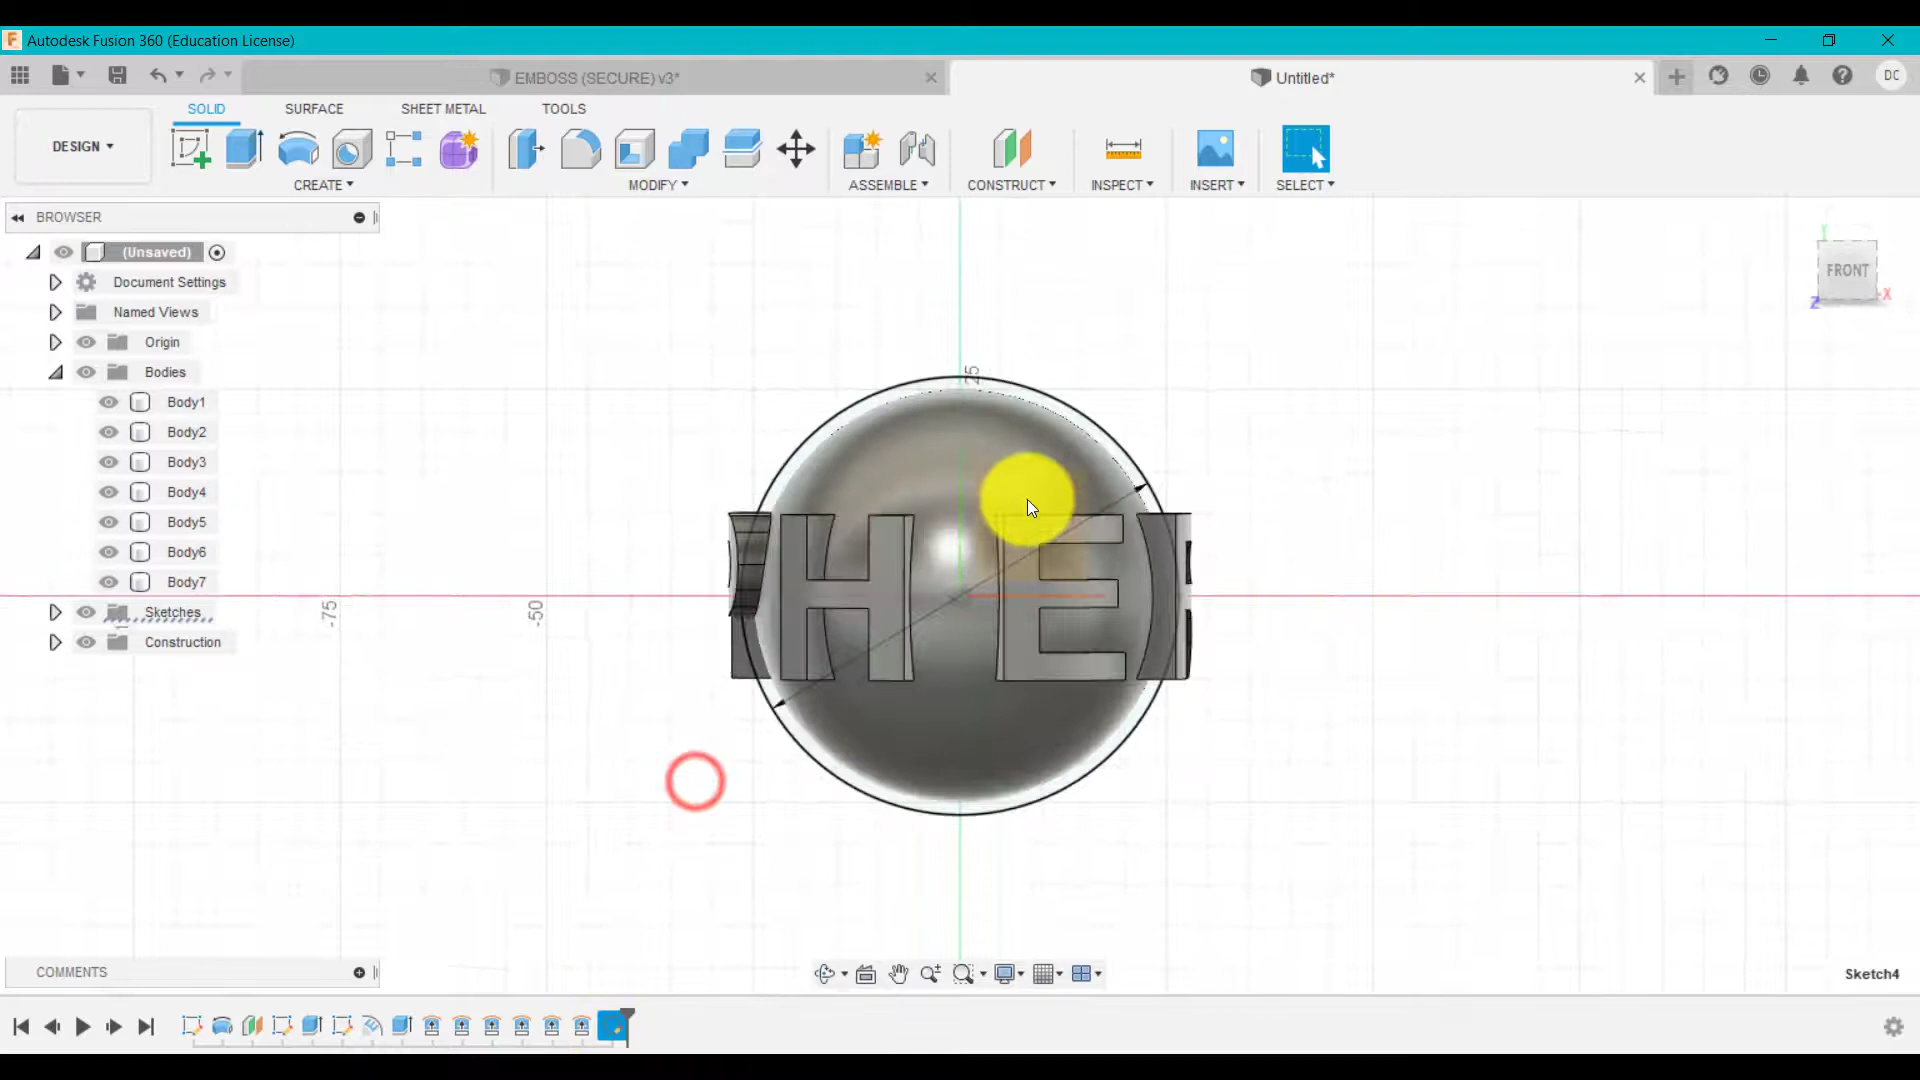 Autodesk Fusion 360 (Education License)
EMBOSS (SECURE) v3*
Untitled*
DC
DESIGN
SOLID
SURFACE
SHEET METAL
TOOLS
CREATE
MODIFY
ASSEMBLE
CONSTRUCT
INSPECT
INSERT
SELECT
BROWSER
(Unsaved)
Document Settings
Named Views
Origin
Bodies
Body1
Body2
Body3
Body4
Body5
Body6
Body7
Sketches
Construction
-75
-50
25
H E
Y
FRONT
Z
X
COMMENTS
Sketch4